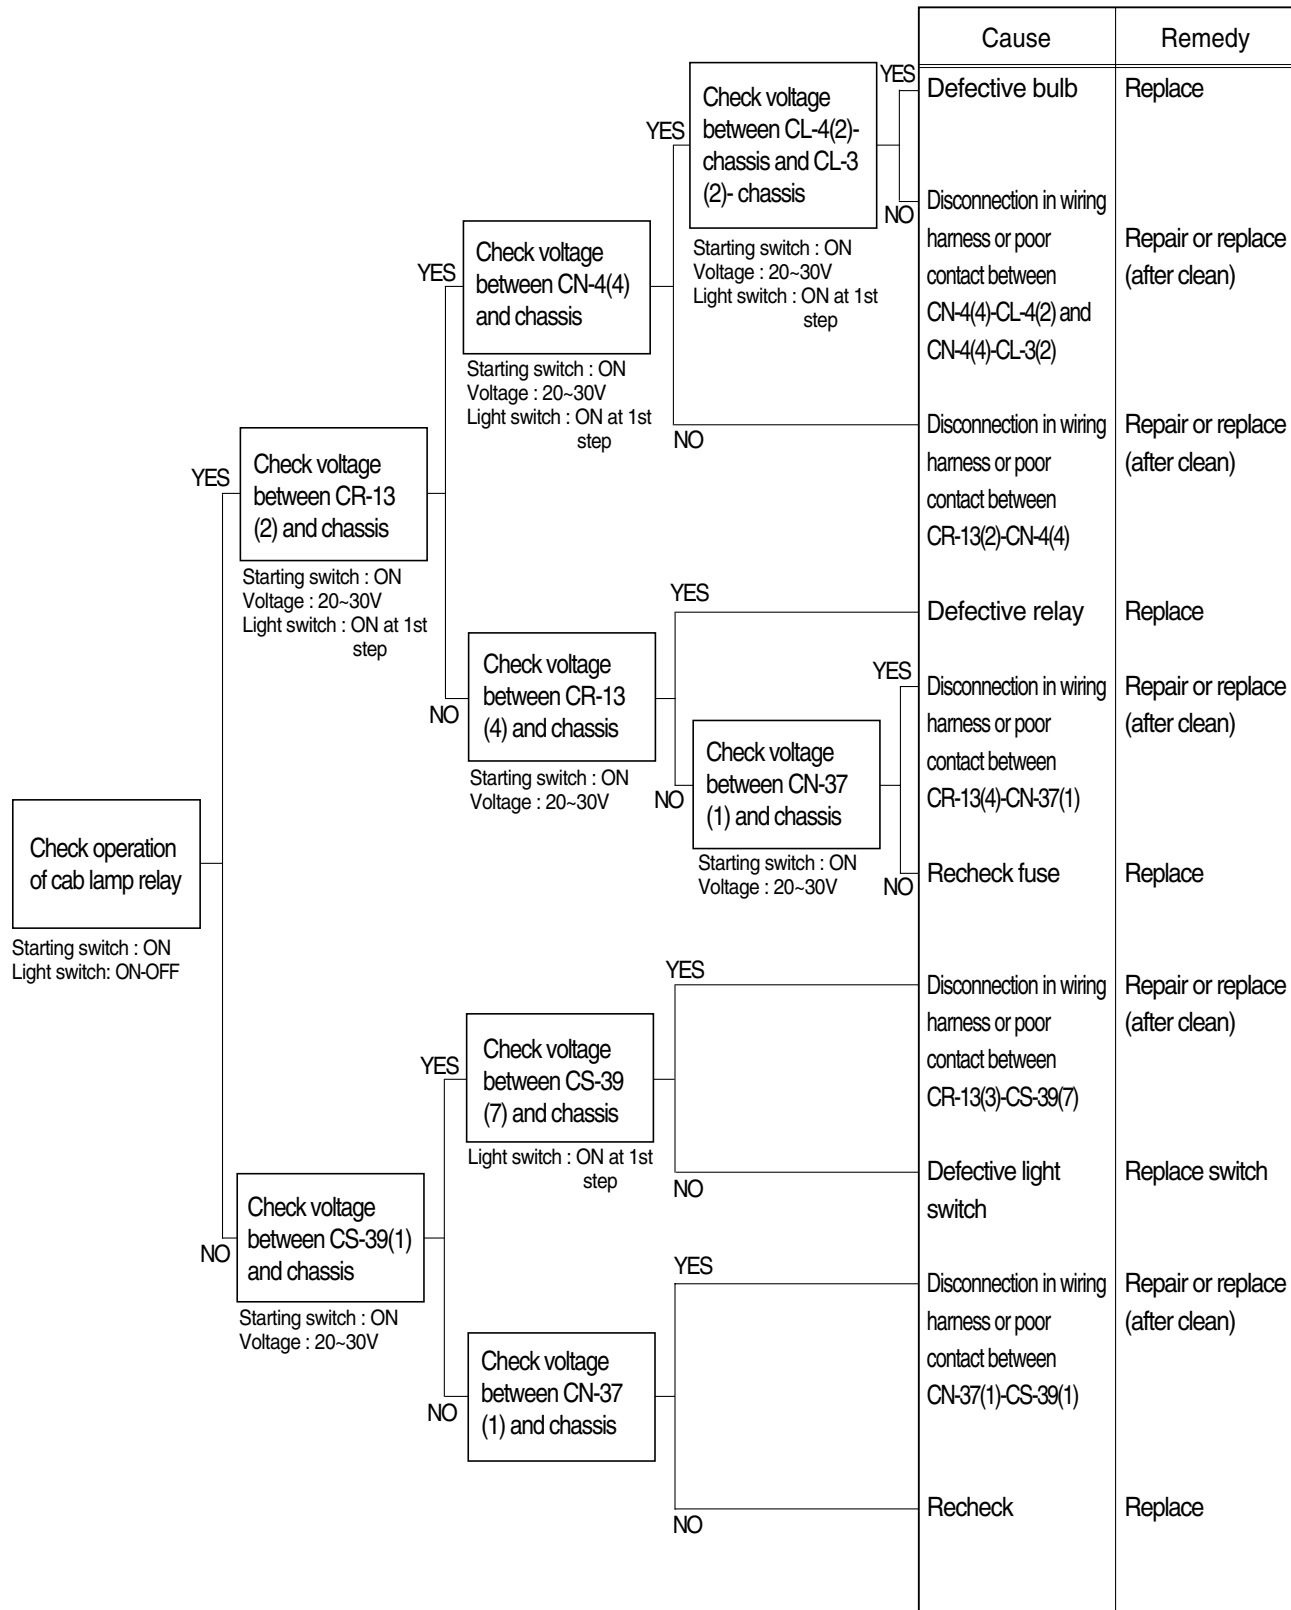 Cause
Remedy
YES
Defective bulb
Replace
Check voltage
between CL-4(2)-
chassis and CL-3
(2)- chassis
YES
NO
Disconnection in wiring
harness or poor
contact between
CN-4(4)-CL-4(2) and
CN-4(4)-CL-3(2)
Repair or replace
(after clean)
Starting switch : ON
Voltage : 20~30V
Light switch : ON at 1st
step
Check voltage
between CN-4(4)
and chassis
YES
Starting switch : ON
Voltage : 20~30V
Light switch : ON at 1st
step
NO
Disconnection in wiring
harness or poor
contact between
CR-13(2)-CN-4(4)
Repair or replace
(after clean)
YES
Check voltage
between CR-13
(2) and chassis
Starting switch : ON
Voltage : 20~30V
Light switch : ON at 1st
step
YES
Defective relay
Replace
Check voltage
between CR-13
(4) and chassis
NO
Starting switch : ON
Voltage : 20~30V
YES
Disconnection in wiring
harness or poor
contact between
CR-13(4)-CN-37(1)
Repair or replace
(after clean)
NO
Check voltage
between CN-37
(1) and chassis
Starting switch : ON
Voltage : 20~30V
NO
Recheck fuse
Replace
Check operation
of cab lamp relay
Starting switch : ON
Light switch: ON-OFF
YES
Disconnection in wiring
harness or poor
contact between
CR-13(3)-CS-39(7)
Repair or replace
(after clean)
YES
Check voltage
between CS-39
(7) and chassis
Light switch : ON at 1st
step
NO
Defective light
switch
Replace switch
NO
Check voltage
between CS-39(1)
and chassis
Starting switch : ON
Voltage : 20~30V
YES
Disconnection in wiring
harness or poor
contact between
CN-37(1)-CS-39(1)
Repair or replace
(after clean)
NO
Check voltage
between CN-37
(1) and chassis
NO
Recheck
Replace